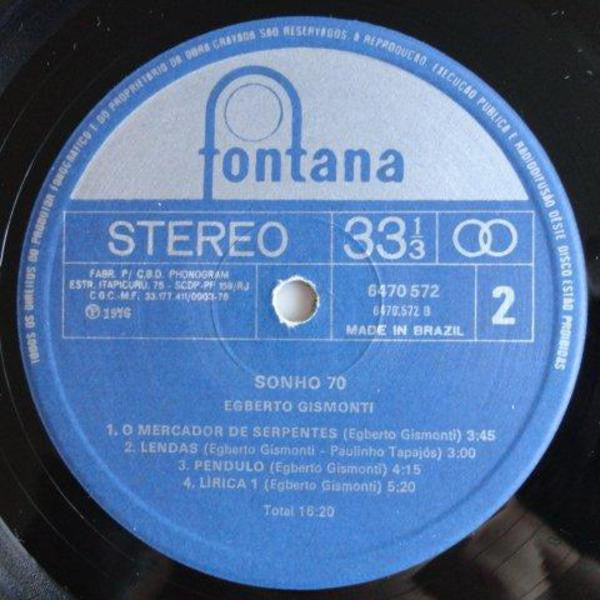 TODOS OS DIREITOS DO PRODUTOR FONOGRÁFICO E DO PROPRIETÁRIO DA OBRA GRAVADA SÃO RESERVADOS. A REPRODUÇÃO, EXECUÇÃO PÚBLICA E RADIODIFUSÃO DESTE DISCO ESTÃO PROIBIDAS
fontana
STEREO 33 1/3
FABR. P/ C.B.D. PHONOGRAM
ESTR. ITAPICURU, 75 - SCDP-PF 159/RJ
C.G.C.-M.F. 33.177.411/0003-76
Ⓟ 1976
6470 572
6470.572 B
MADE IN BRAZIL
2
SONHO 70
EGBERTO GISMONTI
1. O MERCADOR DE SERPENTES (Egberto Gismonti) 3:45
2. LENDAS (Egberto Gismonti - Paulinho Tapajós) 3:00
3. PENDULO (Egberto Gismonti) 4:15
4. LÍRICA 1 (Egberto Gismonti) 5:20
Total 16:20